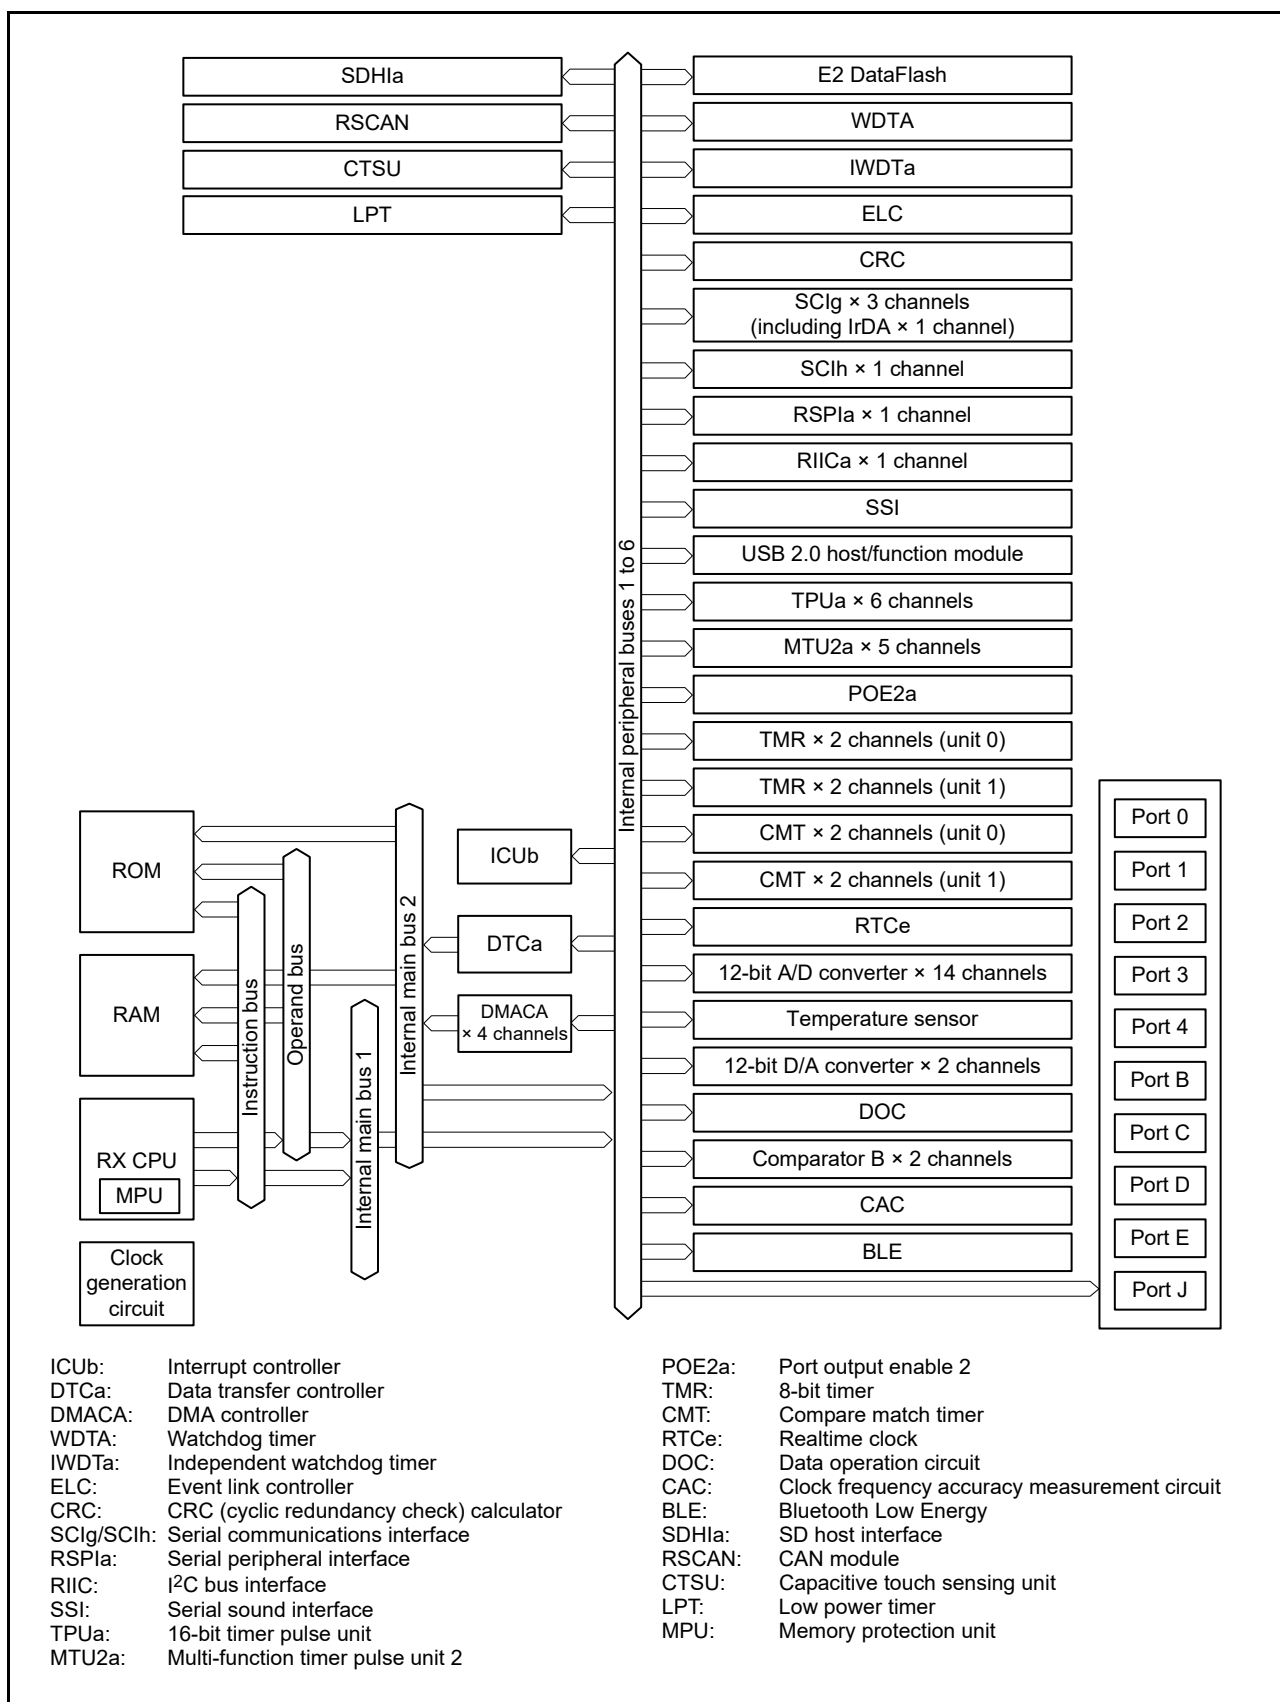 SDHIa
RSCAN
CTSU
LPT
E2 DataFlash
WDTA
IWDTa
ELC
CRC
SCIg × 3 channels
(including IrDA × 1 channel)
SCIh × 1 channel
RSPIa × 1 channel
RIICa × 1 channel
SSI
USB 2.0 host/function module
TPUa × 6 channels
MTU2a × 5 channels
POE2a
TMR × 2 channels (unit 0)
TMR × 2 channels (unit 1)
CMT × 2 channels (unit 0)
CMT × 2 channels (unit 1)
RTCe
12-bit A/D converter × 14 channels
Temperature sensor
12-bit D/A converter × 2 channels
DOC
Comparator B × 2 channels
CAC
BLE
Internal peripheral buses 1 to 6
ROM
RAM
RX CPU
MPU
Clock
generation
circuit
Instruction bus
Operand bus
Internal main bus 1
Internal main bus 2
ICUb
DTCa
DMACA
× 4 channels
Port 0
Port 1
Port 2
Port 3
Port 4
Port B
Port C
Port D
Port E
Port J
ICUb: Interrupt controller
DTCa: Data transfer controller
DMACA: DMA controller
WDTA: Watchdog timer
IWDTa: Independent watchdog timer
ELC: Event link controller
CRC: CRC (cyclic redundancy check) calculator
SCIg/SCIh: Serial communications interface
RSPIa: Serial peripheral interface
RIIC: I2C bus interface
SSI: Serial sound interface
TPUa: 16-bit timer pulse unit
MTU2a: Multi-function timer pulse unit 2
POE2a: Port output enable 2
TMR: 8-bit timer
CMT: Compare match timer
RTCe: Realtime clock
DOC: Data operation circuit
CAC: Clock frequency accuracy measurement circuit
BLE: Bluetooth Low Energy
SDHIa: SD host interface
RSCAN: CAN module
CTSU: Capacitive touch sensing unit
LPT: Low power timer
MPU: Memory protection unit